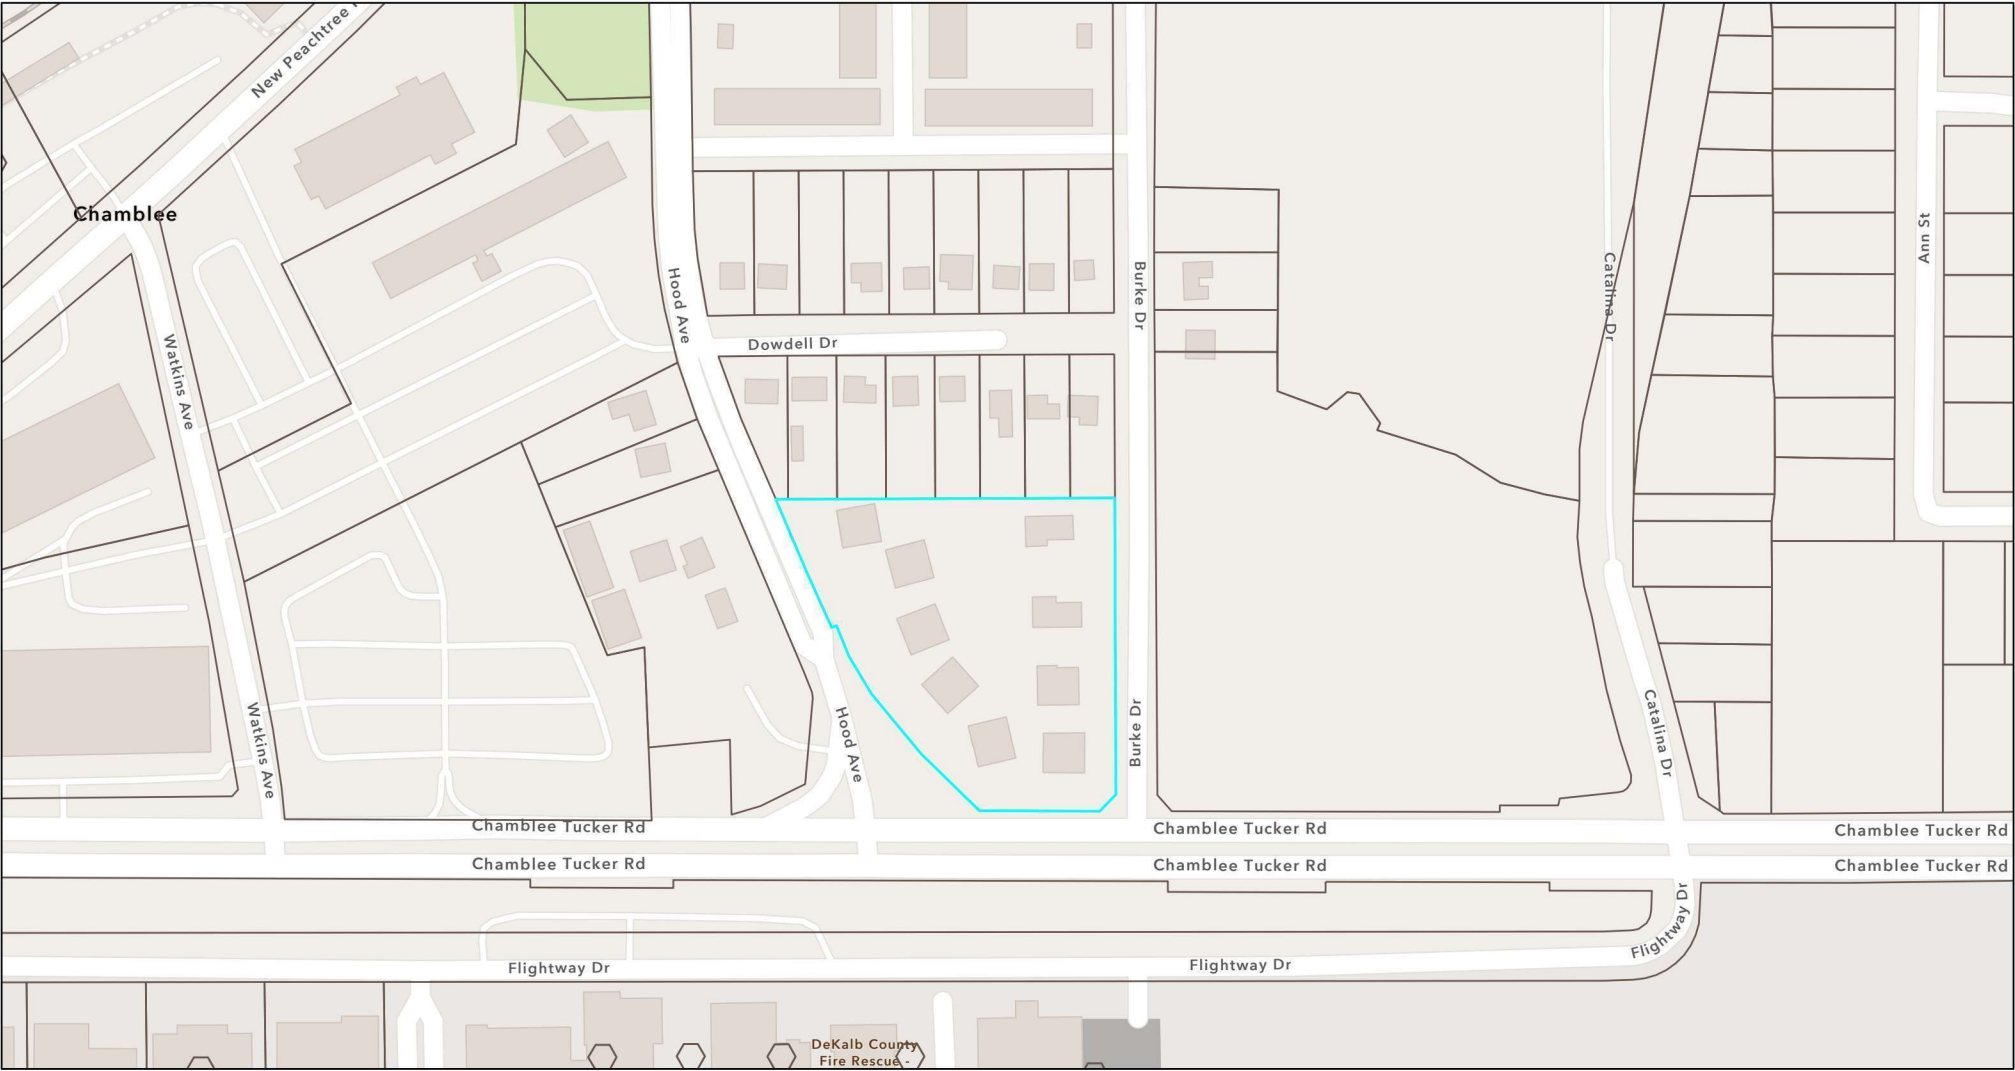 New Peachtree
Chamblee
Ann St
Hood Ave
Burke Dr
Catalina Dr
Dowdell Dr
Watkins Ave
Watkins Ave
Hood Ave
Burke Dr
Catalina Dr
Chamblee Tucker Rd
Chamblee Tucker Rd
Chamblee Tucker Rd
Chamblee Tucker Rd
Chamblee Tucker Rd
Chamblee Tucker Rd
Flightway Dr
Flightway Dr
Flightway Dr
Flightway Dr
DeKalb County
Fire Rescue -